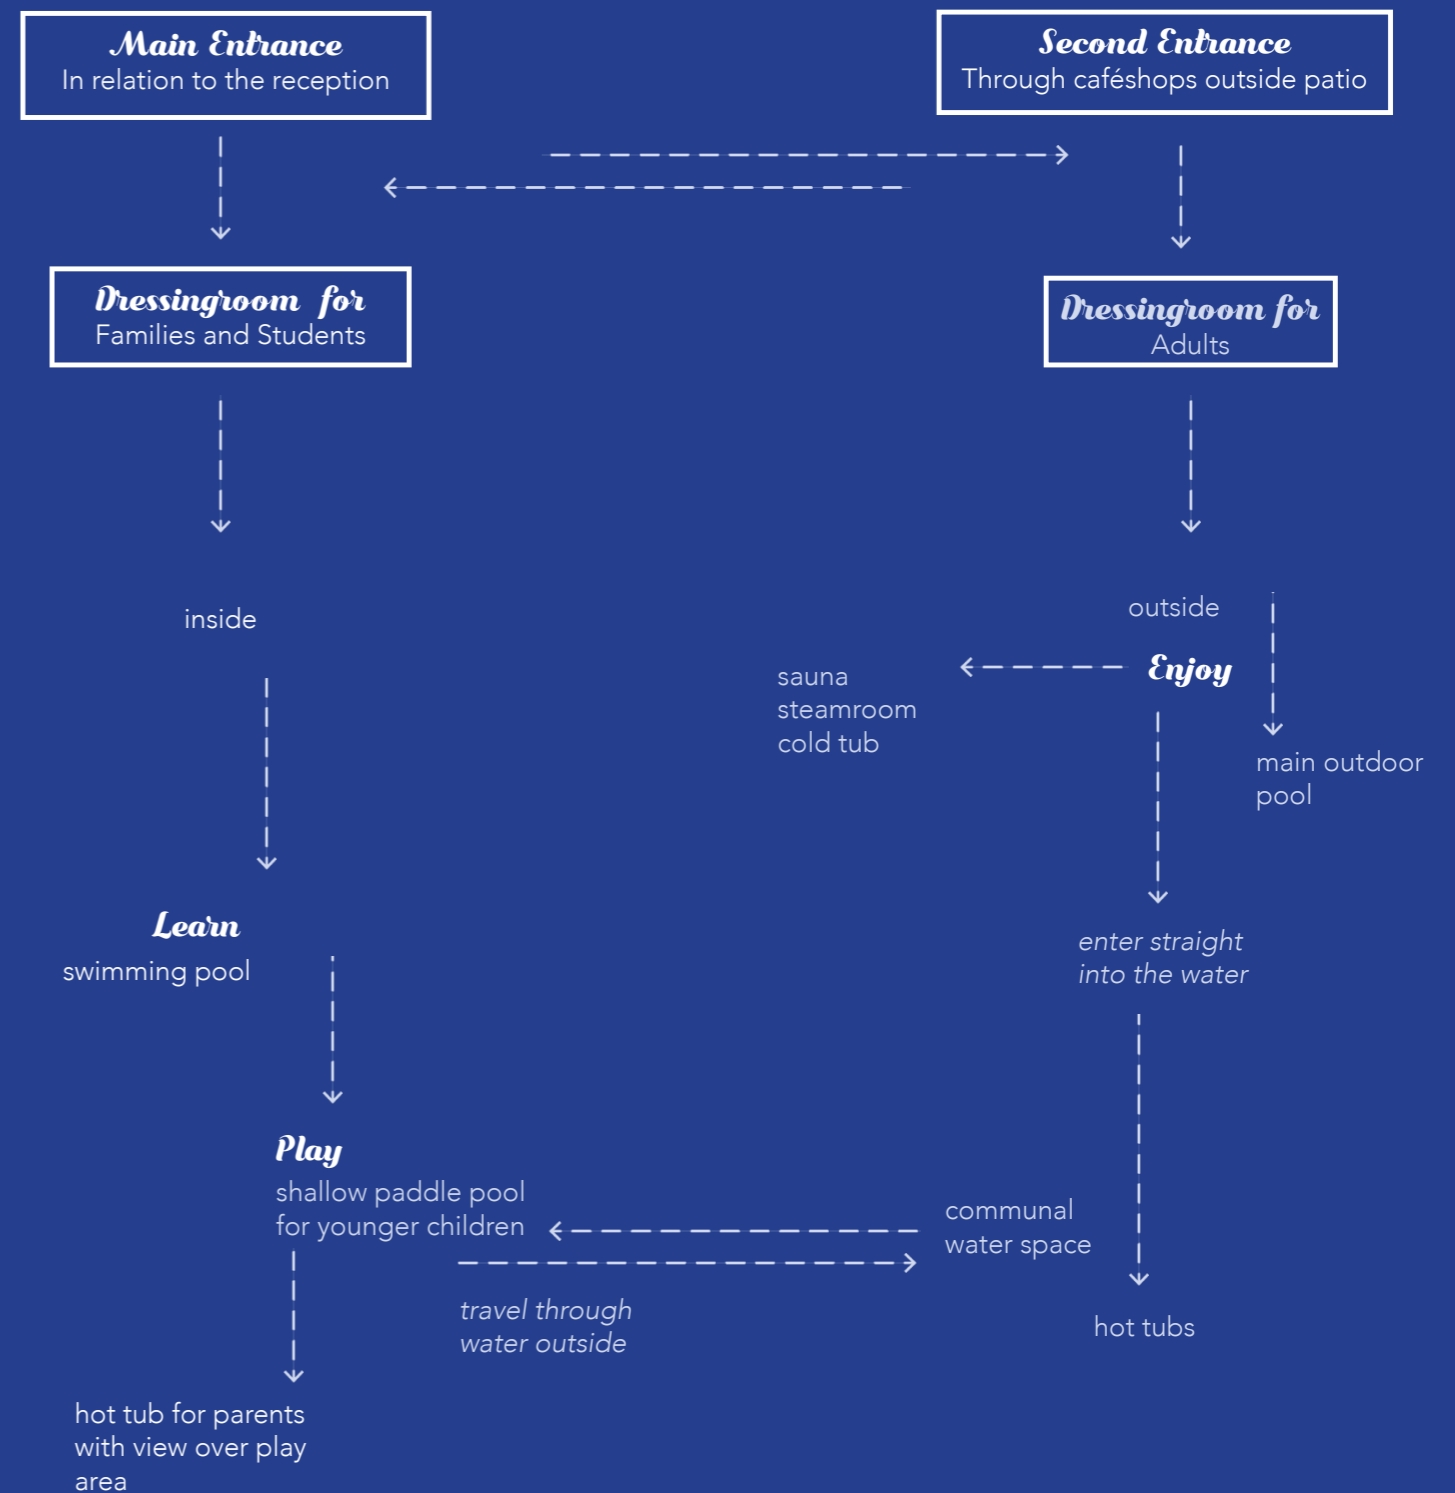 Main Entrance
In relation to the reception
Second Entrance
Through caféshops outside patio
Dressingroom for
Families and Students
Dressingroom for
Adults
inside
outside
Enjoy
sauna
steamroom
cold tub
main outdoor
pool
Learn
swimming pool
enter straight
into the water
Play
shallow paddle pool
for younger children
communal
water space
travel through
water outside
hot tubs
hot tub for parents
with view over play
area